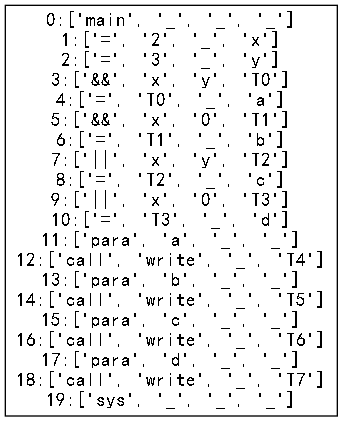 0:['main', '_', '_', '_']
1:['=', '2', '_', 'x']
2:['=', '3', '_', 'y']
3:['&&', 'x', 'y', 'T0']
4:['=', 'T0', '_', 'a']
5:['&&', 'x', '0', 'T1']
6:['=', 'T1', '_', 'b']
7:['||', 'x', 'y', 'T2']
8:['=', 'T2', '_', 'c']
9:['||', 'x', '0', 'T3']
10:['=', 'T3', '_', 'd']
11:['para', 'a', '_', '_']
12:['call', 'write', '_', 'T4']
13:['para', 'b', '_', '_']
14:['call', 'write', '_', 'T5']
15:['para', 'c', '_', '_']
16:['call', 'write', '_', 'T6']
17:['para', 'd', '_', '_']
18:['call', 'write', '_', 'T7']
19:['sys', '_', '_', '_']